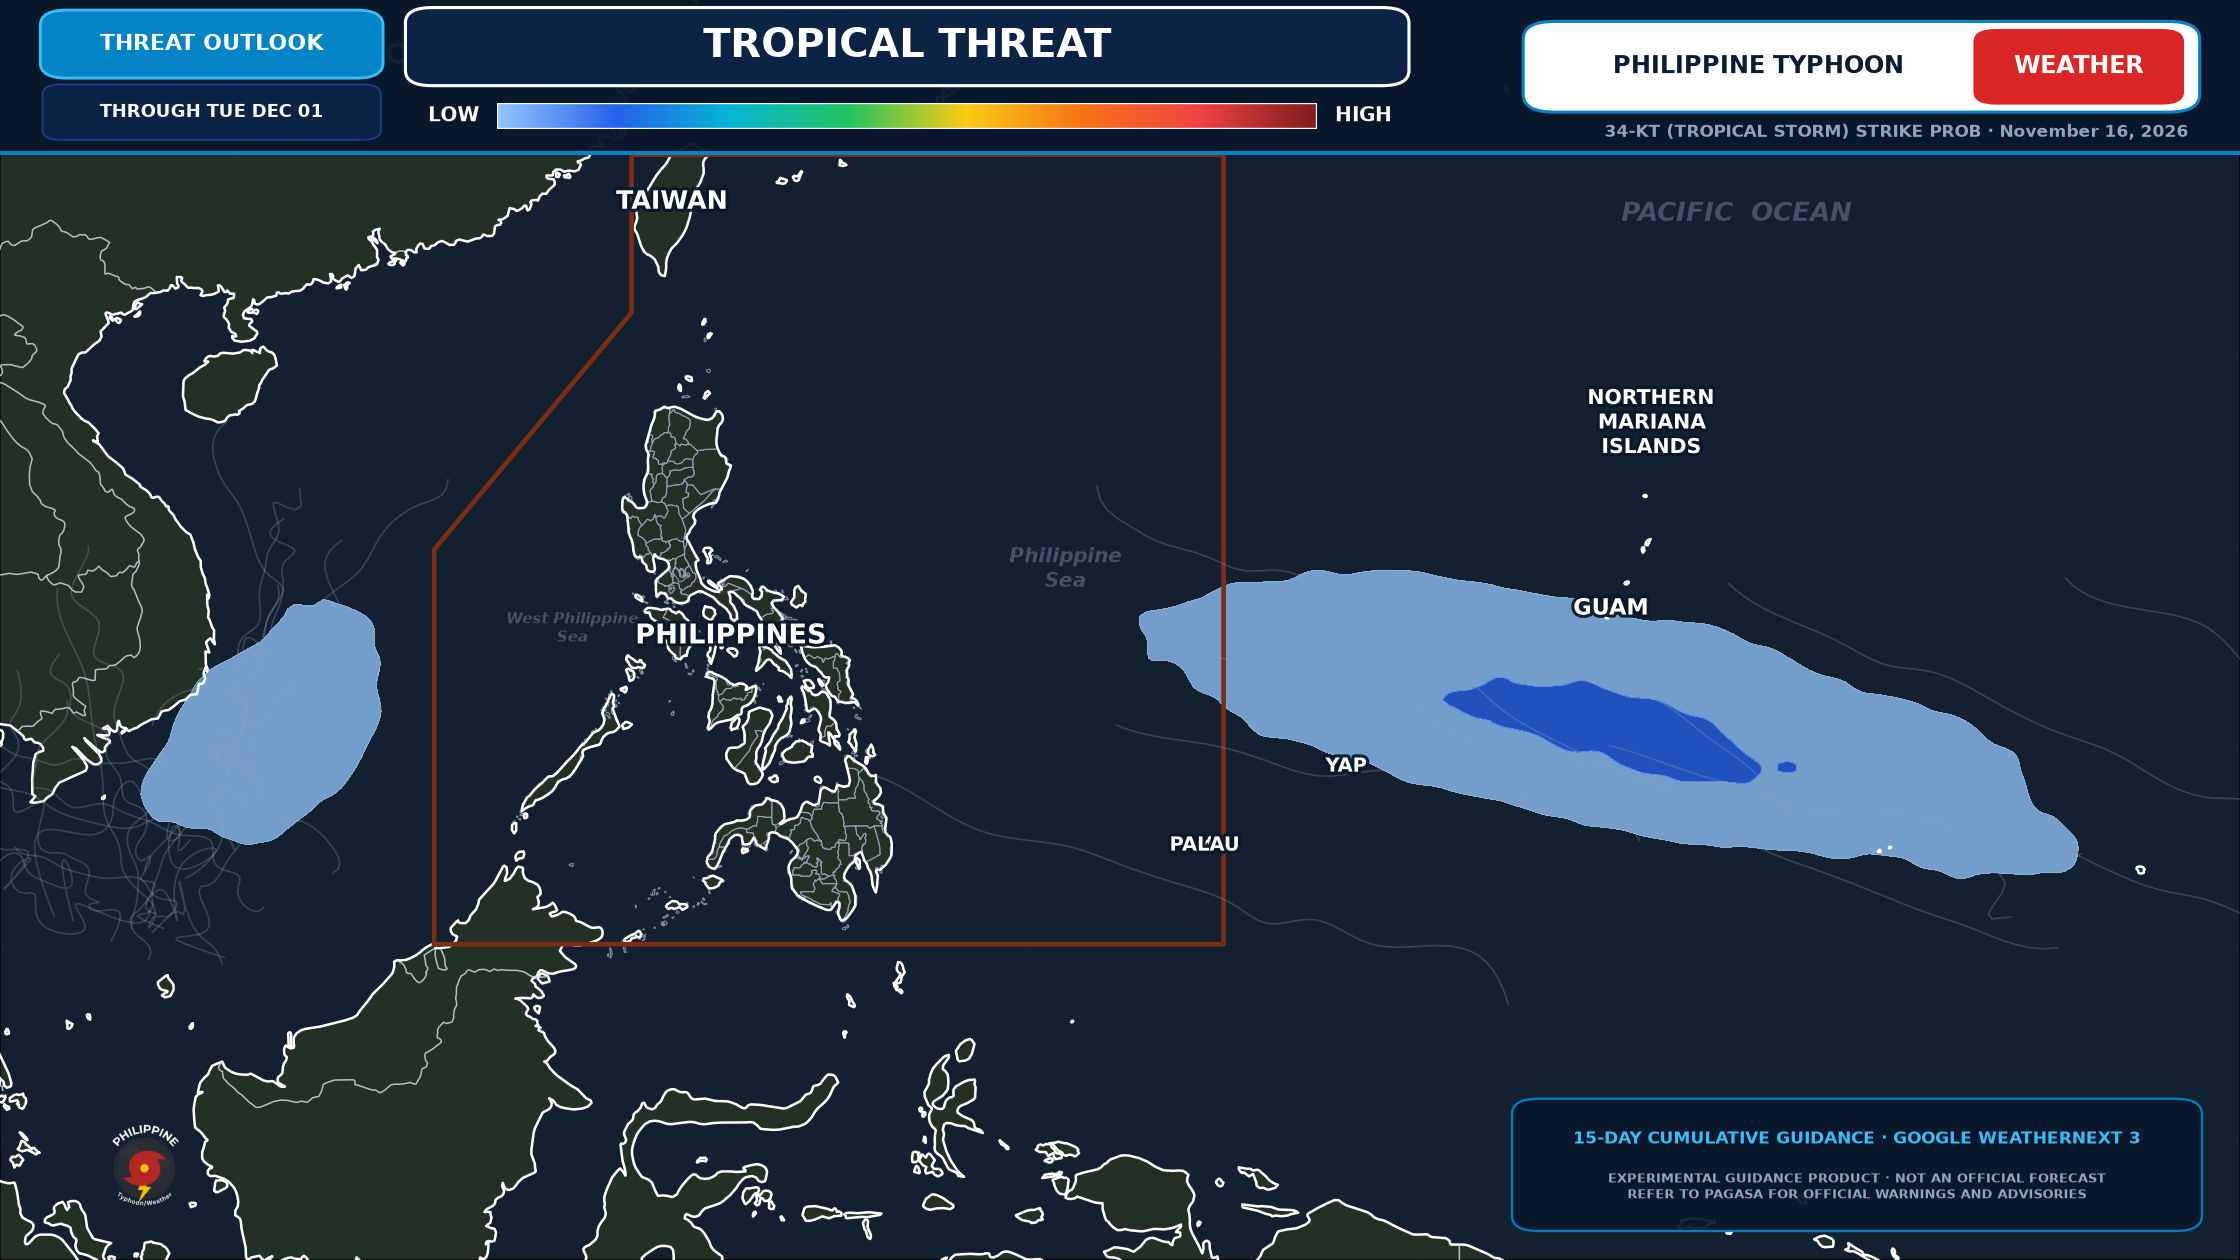 THREAT OUTLOOK
THROUGH TUE DEC 01
TROPICAL THREAT
LOW
HIGH
PHILIPPINE TYPHOON
WEATHER
34-KT (TROPICAL STORM) STRIKE PROB · November 16, 2026
TAIWAN
PACIFIC OCEAN
NORTHERN
MARIANA
ISLANDS
Philippine
Sea
West Philippine
Sea
PHILIPPINES
GUAM
YAP
PALAU
PHILIPPINE
Typhoon/Weather
15-DAY CUMULATIVE GUIDANCE · GOOGLE WEATHERNEXT 3
EXPERIMENTAL GUIDANCE PRODUCT · NOT AN OFFICIAL FORECAST
REFER TO PAGASA FOR OFFICIAL WARNINGS AND ADVISORIES